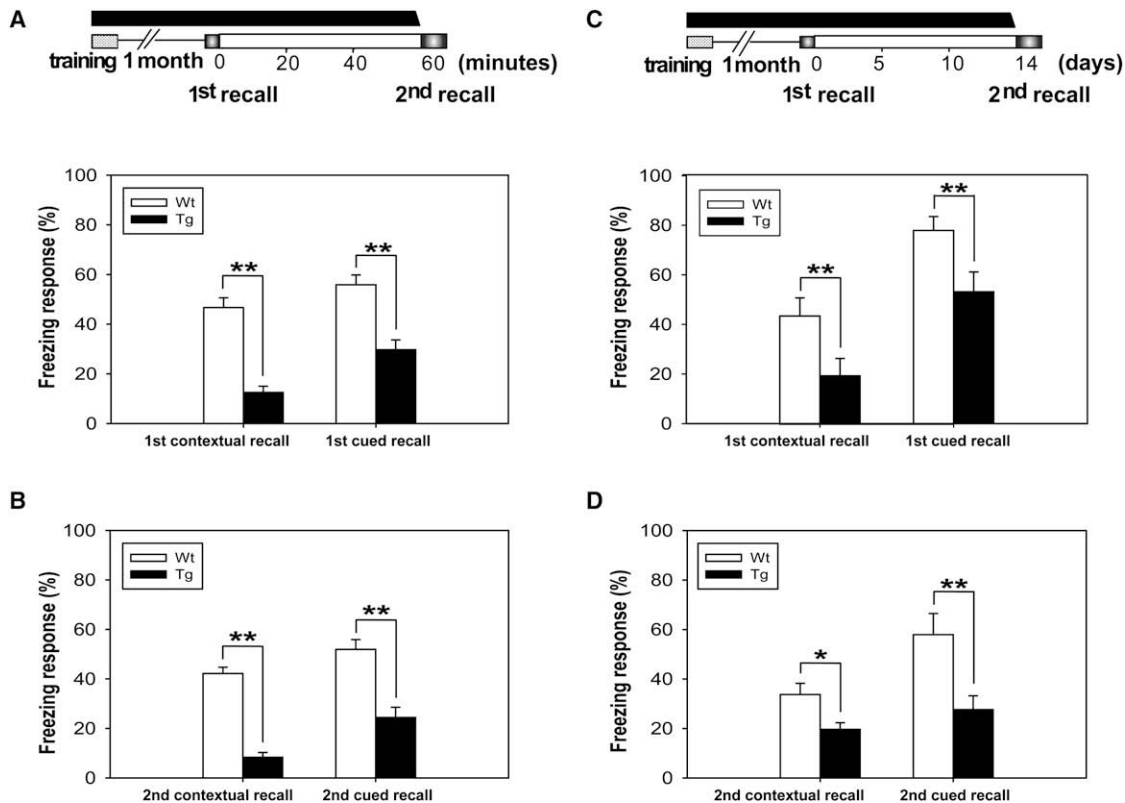 A
training 1 month 0 20 40 60 (minutes)
1st recall 2nd recall
100
80
60
40
20
0
Freezing response (%)
Wt
Tg
**
**
1st contextual recall 1st cued recall
B
100
80
60
40
20
0
Freezing response (%)
Wt
Tg
**
**
2nd contextual recall 2nd cued recall
C
training 1 month 0 5 10 14 (days)
1st recall 2nd recall
100
80
60
40
20
0
Freezing response (%)
Wt
Tg
**
**
1st contextual recall 1st cued recall
D
100
80
60
40
20
0
Freezing response (%)
Wt
Tg
*
**
2nd contextual recall 2nd cued recall